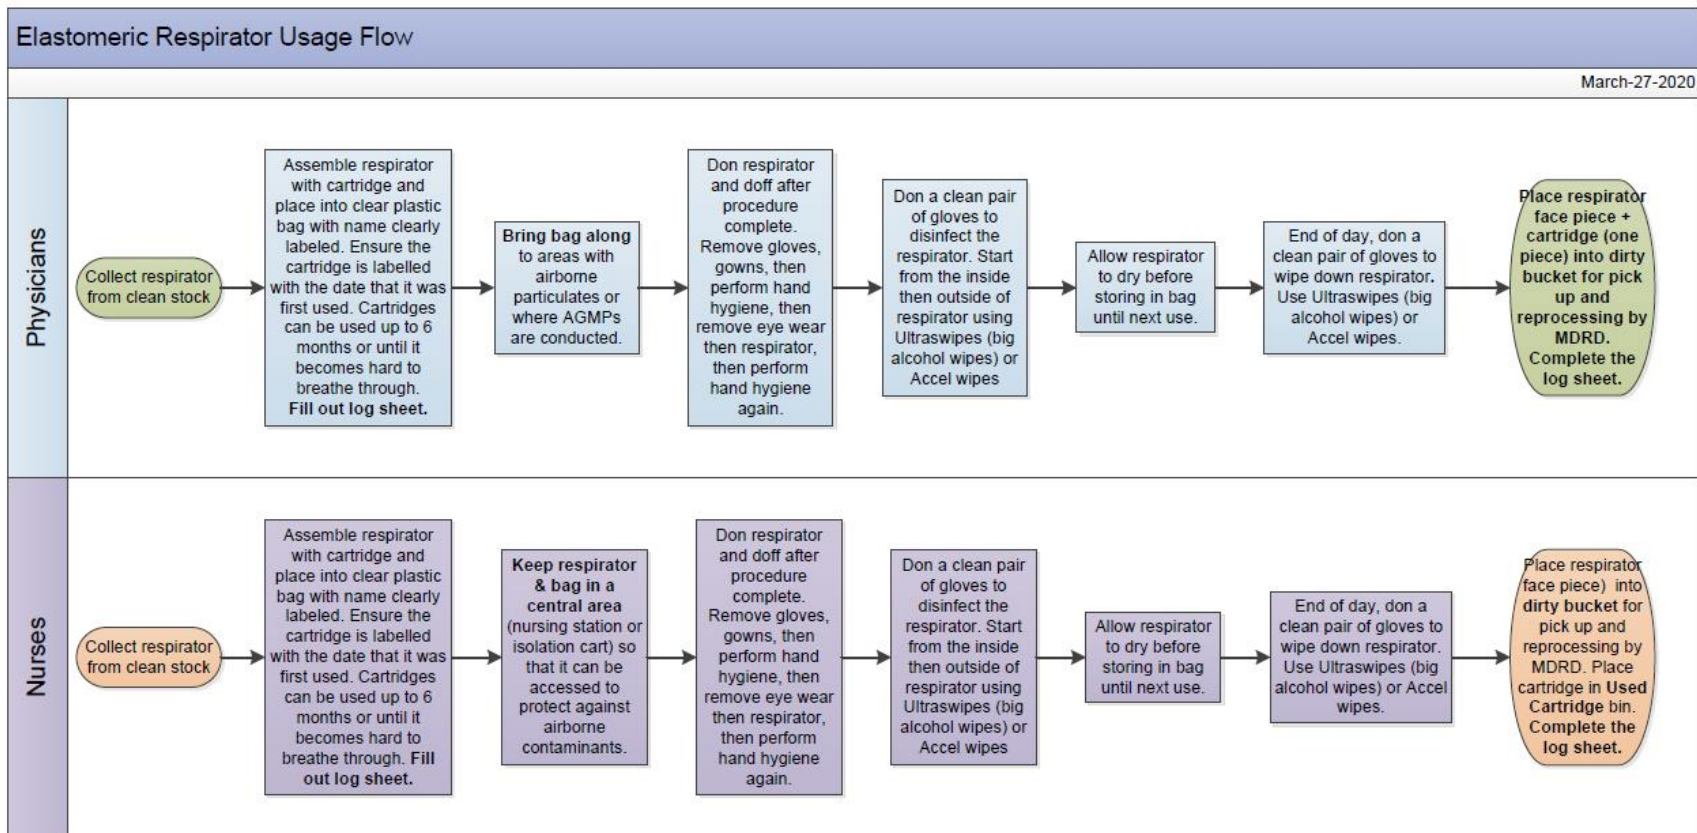 Elastomeric Respirator Usage Flow
March-27-2020
Physicians
Collect respirator
from clean stock
Assemble respirator
with cartridge and
place into clear plastic
bag with name clearly
labeled. Ensure the
cartridge is labelled
with the date that it was
first used. Cartridges
can be used up to 6
months or until it
becomes hard to
breathe through.
Fill out log sheet.
Bring bag along
to areas with
airborne
particulates or
where AGMPs
are conducted.
Don respirator
and doff after
procedure
complete.
Remove gloves,
gowns, then
perform hand
hygiene, then
remove eye wear
then respirator,
then perform
hand hygiene
again.
Don a clean pair
of gloves to
disinfect the
respirator. Start
from the inside
then outside of
respirator using
Ultraswipes (big
alcohol wipes) or
Accel wipes
Allow respirator
to dry before
storing in bag
until next use.
End of day, don a
clean pair of gloves to
wipe down respirator.
Use Ultraswipes (big
alcohol wipes) or
Accel wipes.
Place respirator
face piece +
cartridge (one
piece) into dirty
bucket for pick
up and
reprocessing by
MDRD.
Complete the
log sheet.
Nurses
Collect respirator
from clean stock
Assemble respirator
with cartridge and
place into clear plastic
bag with name clearly
labeled. Ensure the
cartridge is labelled
with the date that it was
first used. Cartridges
can be used up to 6
months or until it
becomes hard to
breathe through. Fill
out log sheet.
Keep respirator
& bag in a
central area
(nursing station or
isolation cart) so
that it can be
accessed to
protect against
airborne
contaminants.
Don respirator
and doff after
procedure
complete.
Remove gloves,
gowns, then
perform hand
hygiene, then
remove eye wear
then respirator,
then perform
hand hygiene
again.
Don a clean pair
of gloves to
disinfect the
respirator. Start
from the inside
then outside of
respirator using
Ultraswipes (big
alcohol wipes) or
Accel wipes
Allow respirator
to dry before
storing in bag
until next use.
End of day, don a
clean pair of gloves to
wipe down respirator.
Use Ultraswipes (big
alcohol wipes) or Accel
wipes.
Place respirator
face piece) into
dirty bucket for
pick up and
reprocessing by
MDRD. Place
cartridge in Used
Cartridge bin.
Complete the
log sheet.